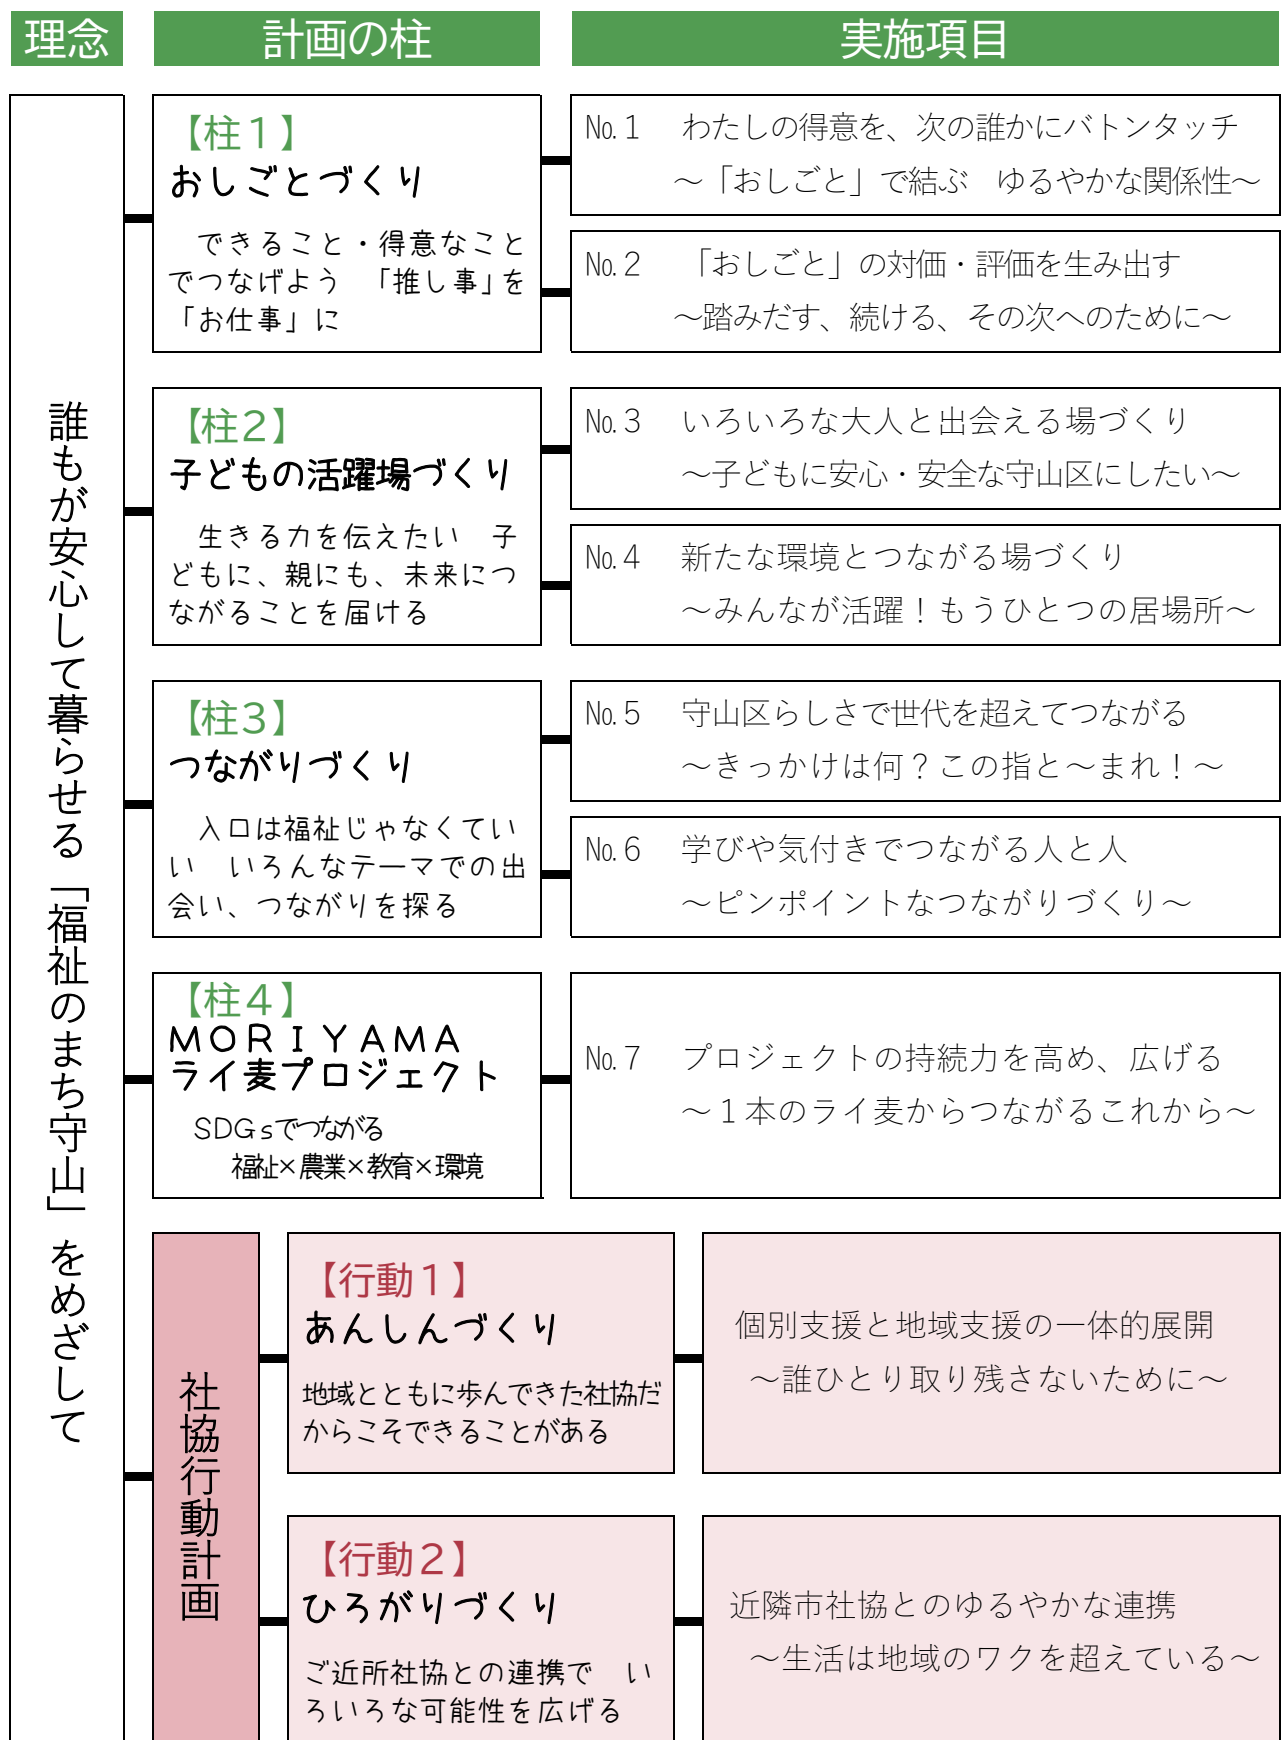 理念
計画の柱
実施項目
誰もが安心して暮らせる「福祉のまち守山」をめざして
【柱１】
おしごとづくり
できること・得意なこと
でつなげよう　「推し事」を
「お仕事」に
№１　わたしの得意を、次の誰かにバトンタッチ
～「おしごと」で結ぶ　ゆるやかな関係性～
№２　「おしごと」の対価・評価を生み出す
～踏みだす、続ける、その次へのために～
【柱２】
子どもの活躍場づくり
生きる力を伝えたい　子
どもに、親にも、未来につ
ながることを届ける
№３　いろいろな大人と出会える場づくり
～子どもに安心・安全な守山区にしたい～
№４　新たな環境とつながる場づくり
～みんなが活躍！もうひとつの居場所～
【柱３】
つながりづくり
入口は福祉じゃなくてい
い　いろんなテーマでの出
会い、つながりを探る
№５　守山区らしさで世代を超えてつながる
～きっかけは何？この指と～まれ！～
№６　学びや気付きでつながる人と人
～ピンポイントなつながりづくり～
【柱４】
ＭＯＲＩＹＡＭＡ
ライ麦プロジェクト
SDGsでつながる
福祉×農業×教育×環境
№７　プロジェクトの持続力を高め、広げる
～１本のライ麦からつながるこれから～
社協行動計画
【行動１】
あんしんづくり
地域とともに歩んできた社協だ
からこそできることがある
個別支援と地域支援の一体的展開
～誰ひとり取り残さないために～
【行動２】
ひろがりづくり
ご近所社協との連携で　い
ろいろな可能性を広げる
近隣市社協とのゆるやかな連携
～生活は地域のワクを超えている～